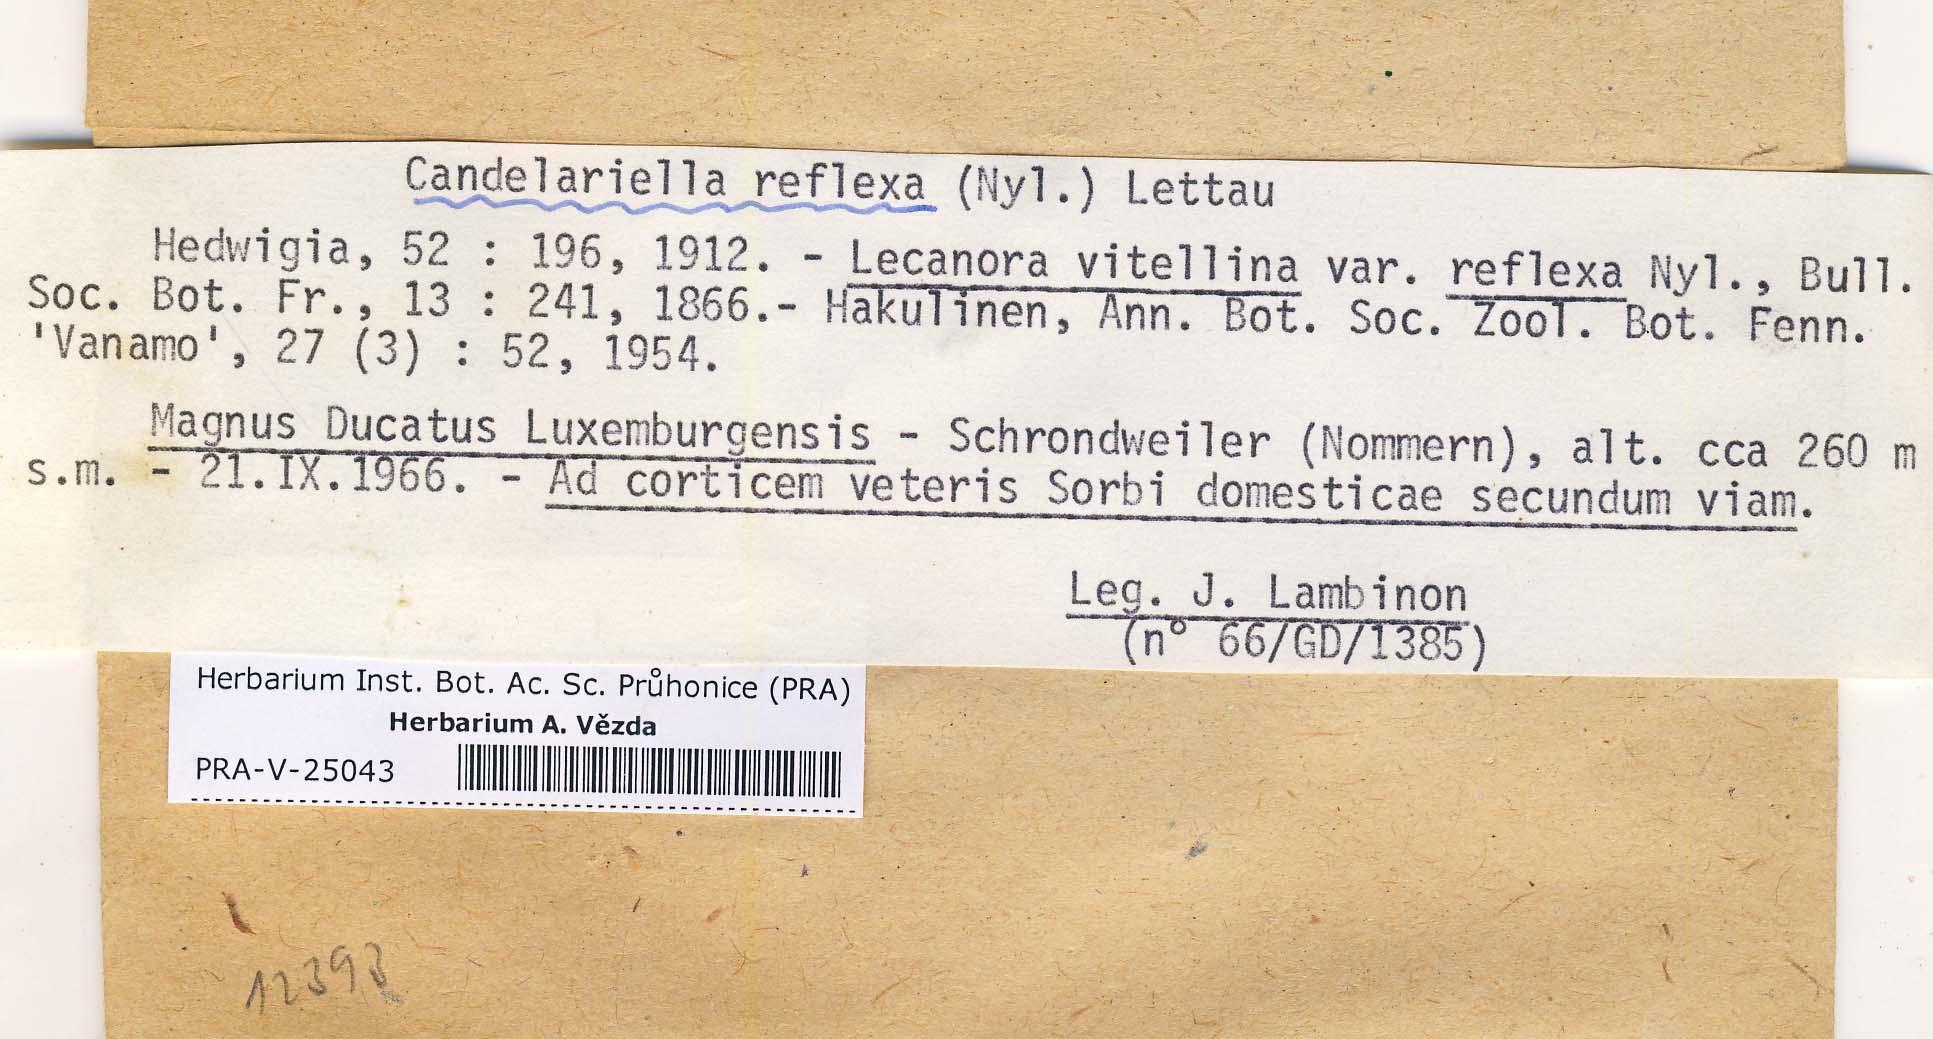 Candelariella reflexa (Nyl.) Lettau
Hedwigia, 52 : 196, 1912. - Lecanora vitellina var. reflexa Nyl., Bull.
Soc. Bot. Fr., 13 : 241, 1866.- Hakulinen, Ann. Bot. Soc. Zool. Bot. Fenn.
'Vanamo', 27 (3) : 52, 1954.
Magnus Ducatus Luxemburgensis - Schrondweiler (Nommern), alt. cca 260 m
s.m. - 21.IX.1966. - Ad corticem veteris Sorbi domesticae secundum viam.
Leg. J. Lambinon
(n° 66/GD/1385)
Herbarium Inst. Bot. Ac. Sc. Průhonice (PRA)
Herbarium A. Vězda
PRA-V-25043
12393